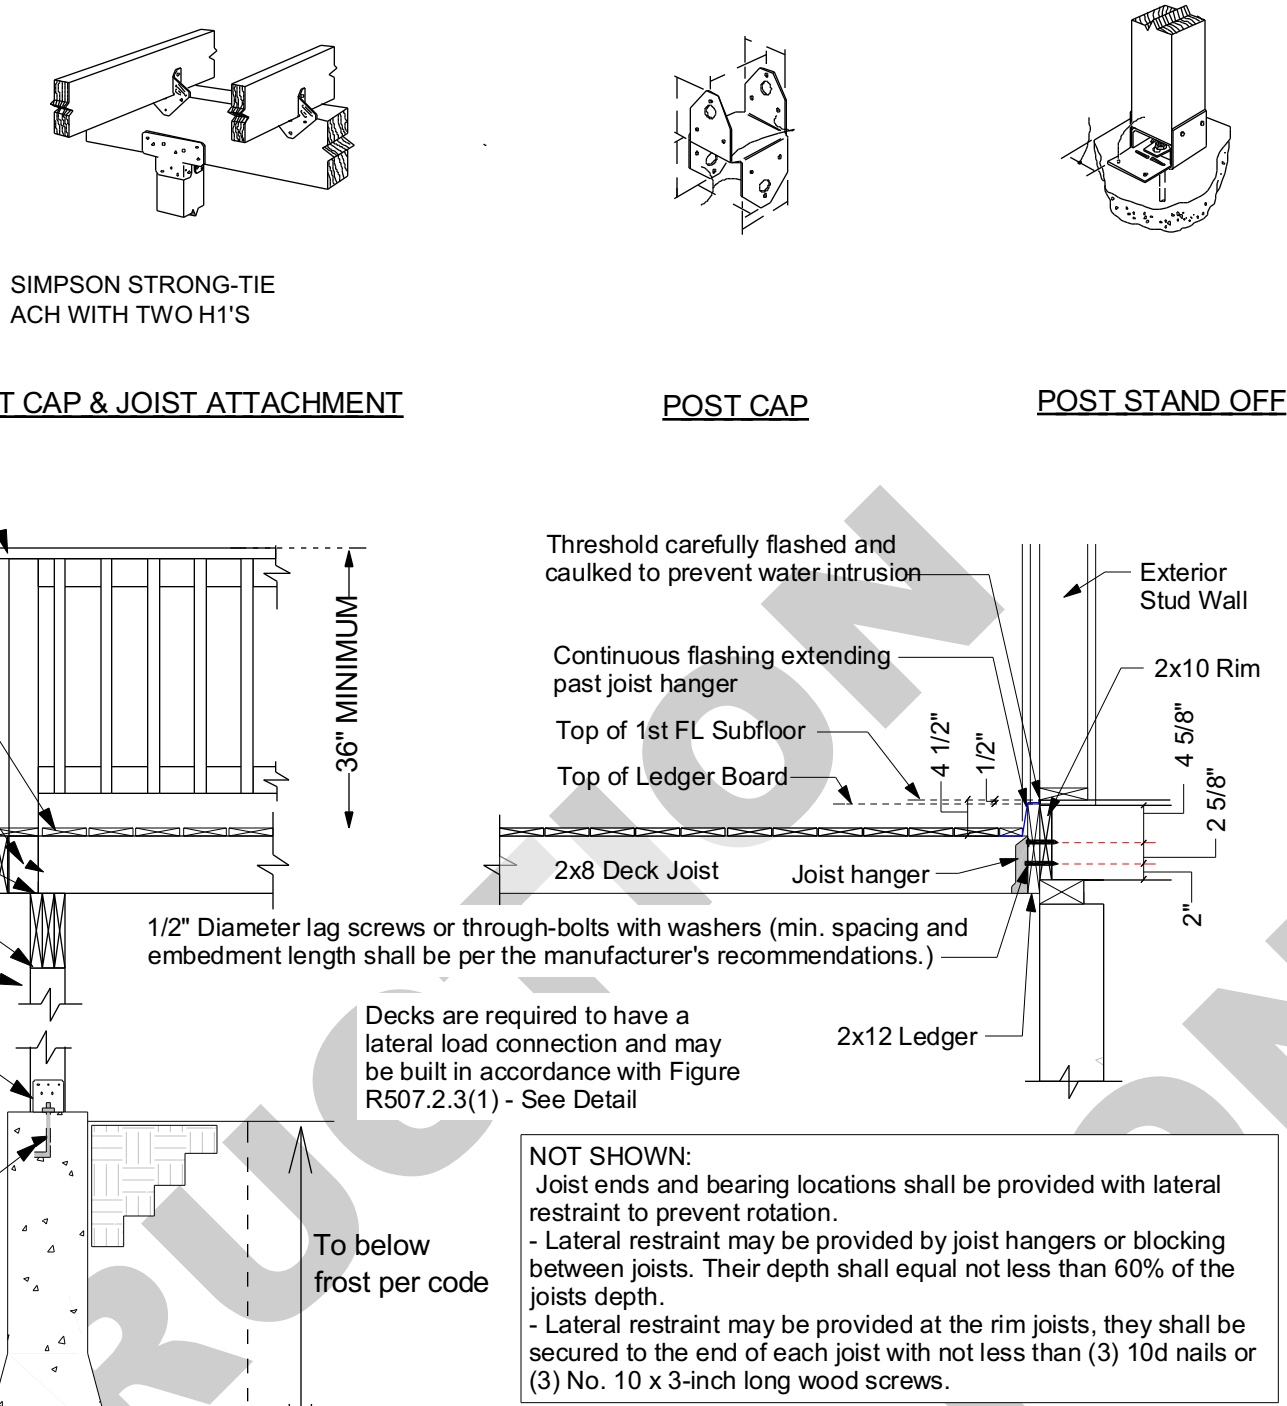 SIMPSON STRONG-TIE
ACH WITH TWO H1'S
T CAP & JOIST ATTACHMENT
POST CAP
POST STAND OFF
36" MINIMUM
Threshold carefully flashed and
caulked to prevent water intrusion
Exterior
Stud Wall
Continuous flashing extending
past joist hanger
2x10 Rim
Top of 1st FL Subfloor
Top of Ledger Board
4 1/2"
1/2"
4 5/8"
2 5/8"
2"
2x8 Deck Joist
Joist hanger
1/2" Diameter lag screws or through-bolts with washers (min. spacing and
embedment length shall be per the manufacturer's recommendations.)
Decks are required to have a
lateral load connection and may
be built in accordance with Figure
R507.2.3(1) - See Detail
2x12 Ledger
To below
frost per code
NOT SHOWN:
Joist ends and bearing locations shall be provided with lateral
restraint to prevent rotation.
- Lateral restraint may be provided by joist hangers or blocking
between joists. Their depth shall equal not less than 60% of the
joists depth.
- Lateral restraint may be provided at the rim joists, they shall be
secured to the end of each joist with not less than (3) 10d nails or
(3) No. 10 x 3-inch long wood screws.
RUCTION